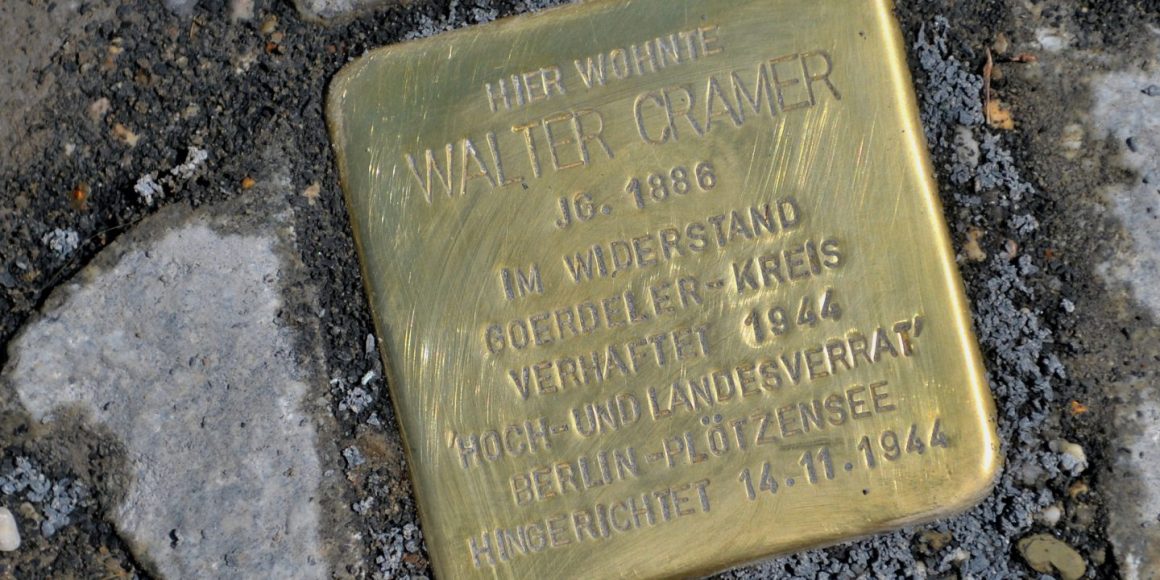 HIER WOHNTE
WALTER CRAMER
JG. 1886
IM WIDERSTAND
GOERDELER-KREIS
VERHAFTET 1944
'HOCH-UND LANDESVERRAT'
BERLIN-PLÖTZENSEE
HINGERICHTET 14.11.1944